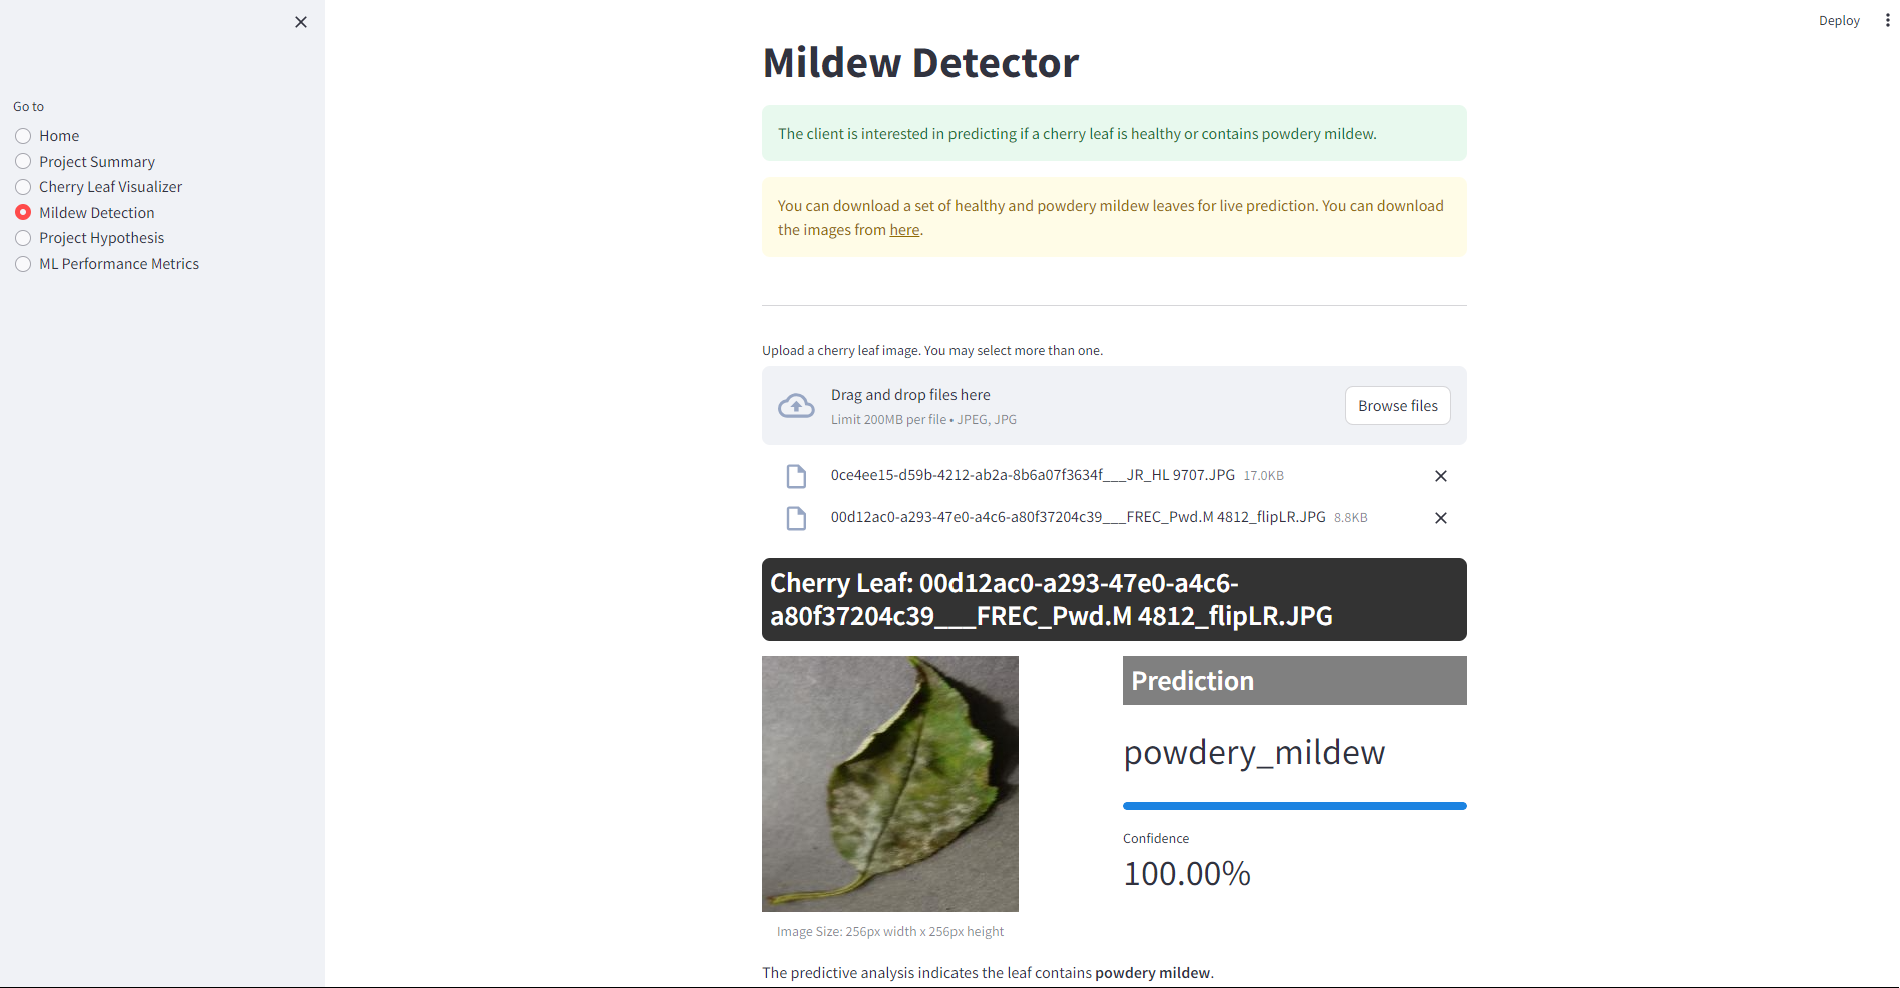 Deploy
Go to
Home
Project Summary
Cherry Leaf Visualizer
Mildew Detection
Project Hypothesis
ML Performance Metrics
Mildew Detector
The client is interested in predicting if a cherry leaf is healthy or contains powdery mildew.
You can download a set of healthy and powdery mildew leaves for live prediction. You can download
the images from here.
Upload a cherry leaf image. You may select more than one.
Drag and drop files here
Limit 200MB per file • JPEG, JPG
Browse files
0ce4ee15-d59b-4212-ab2a-8b6a07f3634f___JR_HL 9707.JPG 17.0KB
00d12ac0-a293-47e0-a4c6-a80f37204c39___FREC_Pwd.M 4812_flipLR.JPG 8.8KB
Cherry Leaf: 00d12ac0-a293-47e0-a4c6-
a80f37204c39___FREC_Pwd.M 4812_flipLR.JPG
Prediction
powdery_mildew
Confidence
100.00%
Image Size: 256px width x 256px height
The predictive analysis indicates the leaf contains powdery mildew.